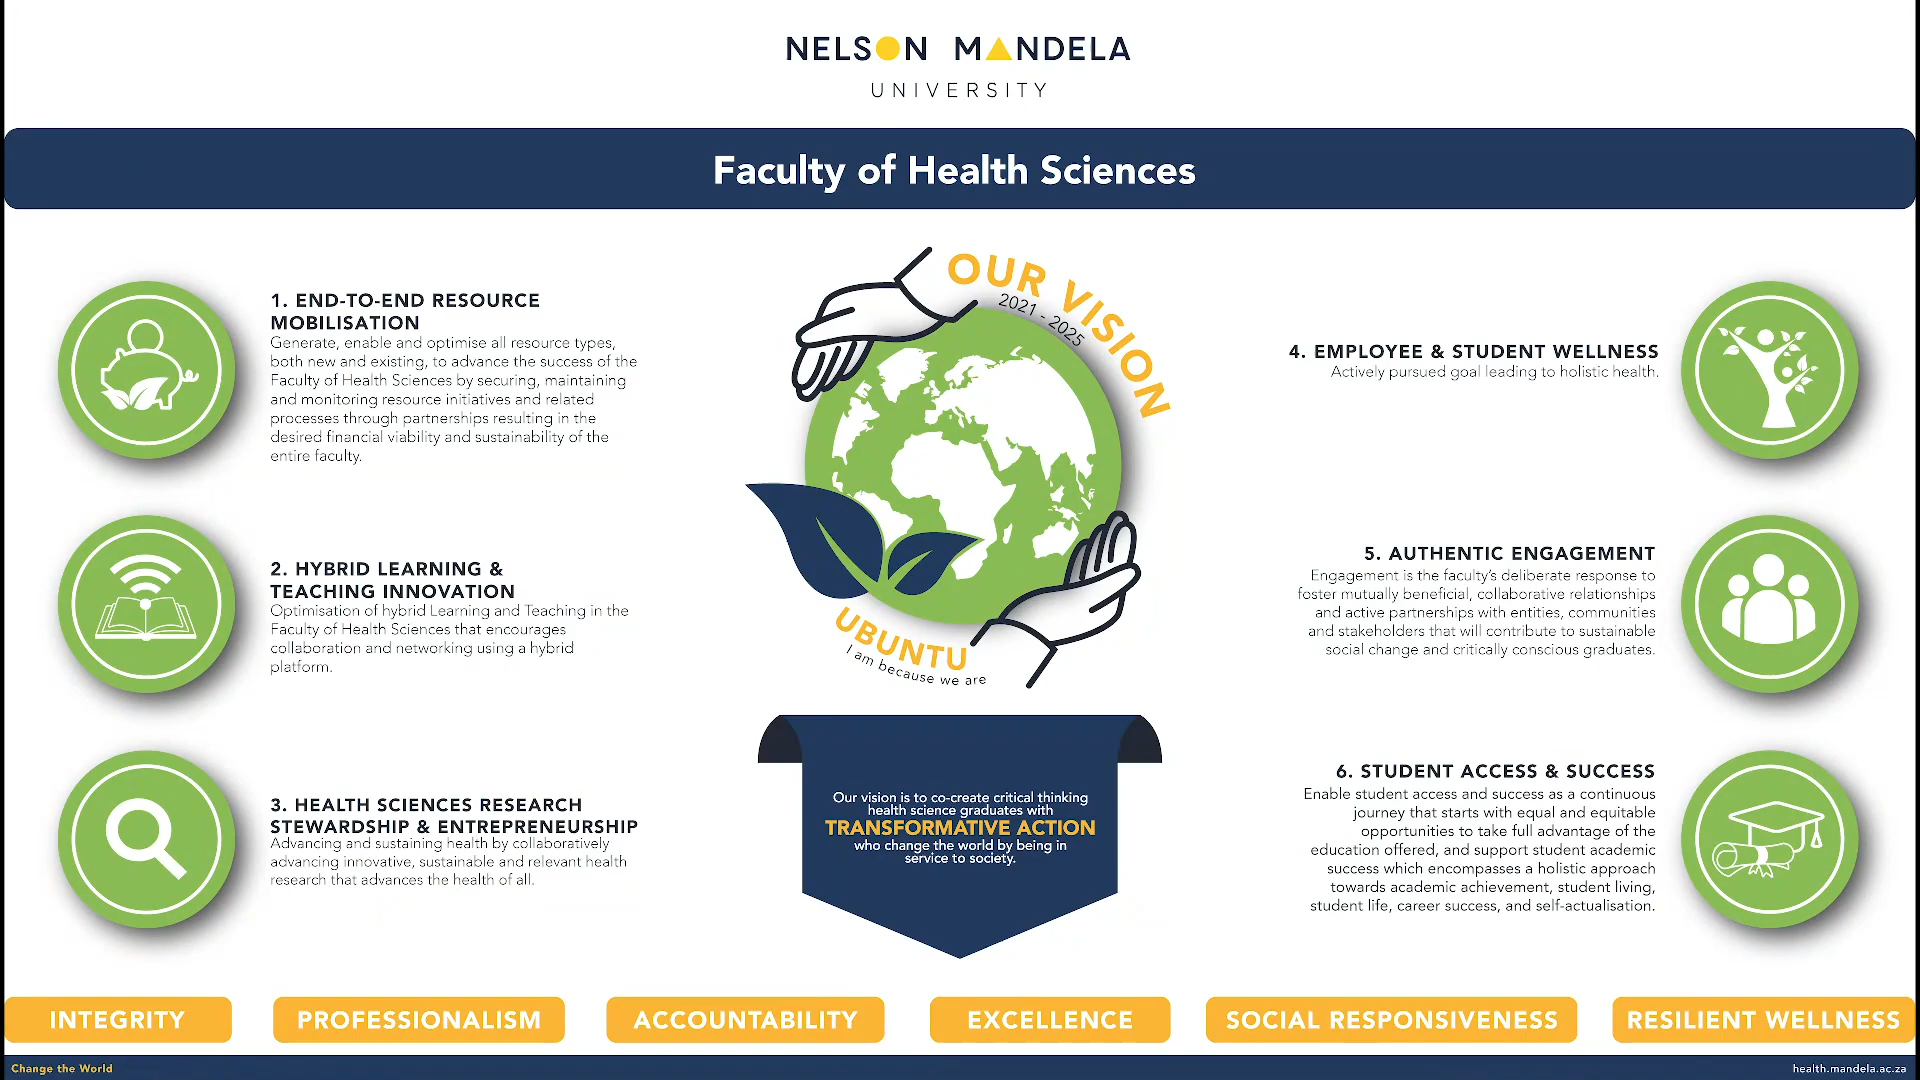 NELSON MANDELA
UNIVERSITY
Faculty of Health Sciences
1. END-TO-END RESOURCE
MOBILISATION
Generate, enable and optimise all resource types,
both new and existing, to advance the success of the
Faculty of Health Sciences by securing, maintaining
and monitoring resource initiatives and related
processes through partnerships resulting in the
desired financial viability and sustainability of the
entire faculty.
2. HYBRID LEARNING &
TEACHING INNOVATION
Optimisation of hybrid Learning and Teaching in the
Faculty of Health Sciences that encourages
collaboration and networking using a hybrid
platform.
3. HEALTH SCIENCES RESEARCH
STEWARDSHIP & ENTREPRENEURSHIP
Advancing and sustaining health by collaboratively
advancing innovative, sustainable and relevant health
research that advances the health of all.
OUR VISION
2021 - 2025
UBUNTU
I am because we are
Our vision is to co-create critical thinking
health science graduates with
TRANSFORMATIVE ACTION
who change the world by being in
service to society.
4. EMPLOYEE & STUDENT WELLNESS
Actively pursued goal leading to holistic health.
5. AUTHENTIC ENGAGEMENT
Engagement is the faculty's deliberate response to
foster mutually beneficial, collaborative relationships
and active partnerships with entities, communities
and stakeholders that will contribute to sustainable
social change and critically conscious graduates.
6. STUDENT ACCESS & SUCCESS
Enable student access and success as a continuous
journey that starts with equal and equitable
opportunities to take full advantage of the
education offered, and support student academic
success which encompasses a holistic approach
towards academic achievement, student living,
student life, career success, and self-actualisation.
INTEGRITY
PROFESSIONALISM
ACCOUNTABILITY
EXCELLENCE
SOCIAL RESPONSIVENESS
RESILIENT WELLNESS
Change the World
health.mandela.ac.za